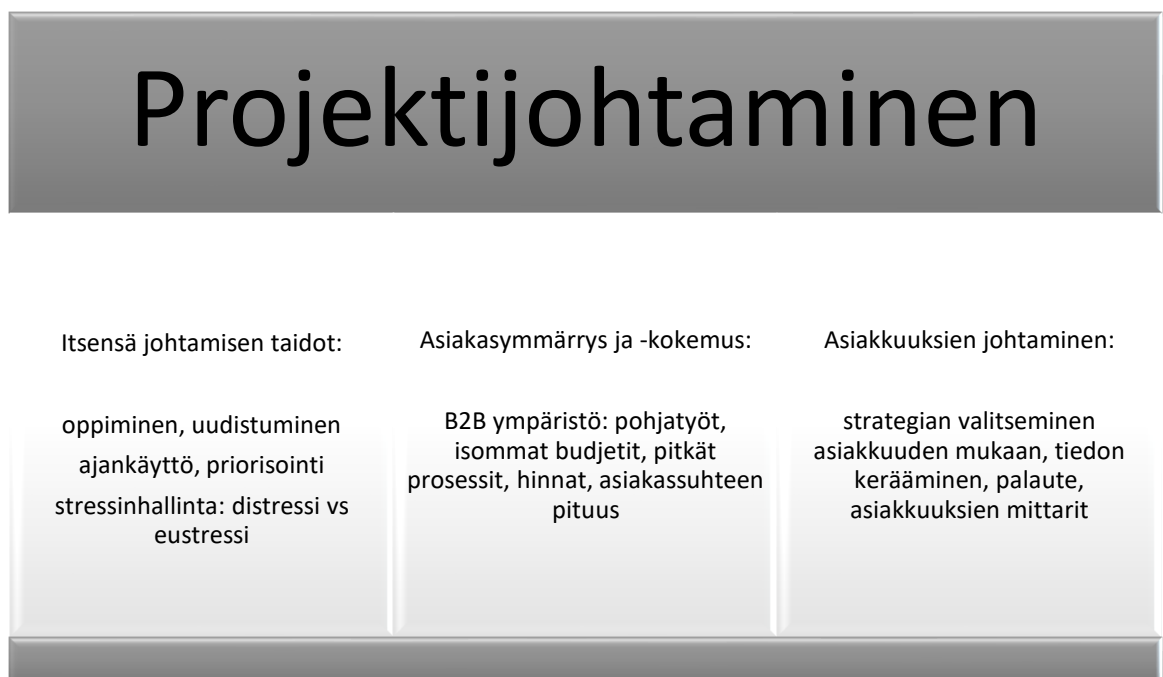 Projektijohtaminen
Itsensä johtamisen taidot:
oppiminen, uudistuminen
ajankäyttö, priorisointi
stressinhallinta: distressi vs
eustressi
Asiakasymmärrys ja -kokemus:
B2B ympäristö: pohjatyöt,
isommat budjetit, pitkät
prosessit, hinnat, asiakassuhteen
pituus
Asiakkuuksien johtaminen:
strategian valitseminen
asiakkuuden mukaan, tiedon
kerääminen, palaute,
asiakkuuksien mittarit